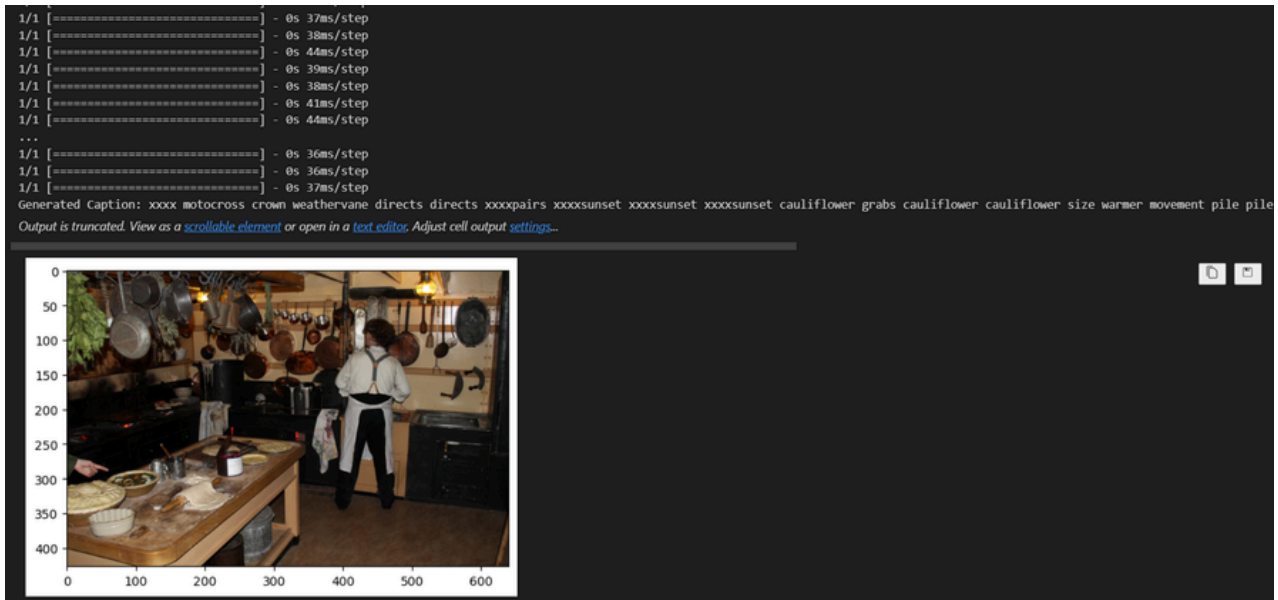 1/1 [==============================] - 0s 37ms/step
1/1 [==============================] - 0s 38ms/step
1/1 [==============================] - 0s 44ms/step
1/1 [==============================] - 0s 39ms/step
1/1 [==============================] - 0s 38ms/step
1/1 [==============================] - 0s 41ms/step
1/1 [==============================] - 0s 44ms/step
...
1/1 [==============================] - 0s 36ms/step
1/1 [==============================] - 0s 36ms/step
1/1 [==============================] - 0s 37ms/step
Generated Caption: xxxx motocross crown weathervane directs directs xxxxpairs xxxxsunset xxxxsunset xxxxsunset cauliflower grabs cauliflower cauliflower size warmer movement pile pile
Output is truncated. View as a scrollable element or open in a text editor. Adjust cell output settings...
0
50
100
150
200
250
300
350
400
0 100 200 300 400 500 600